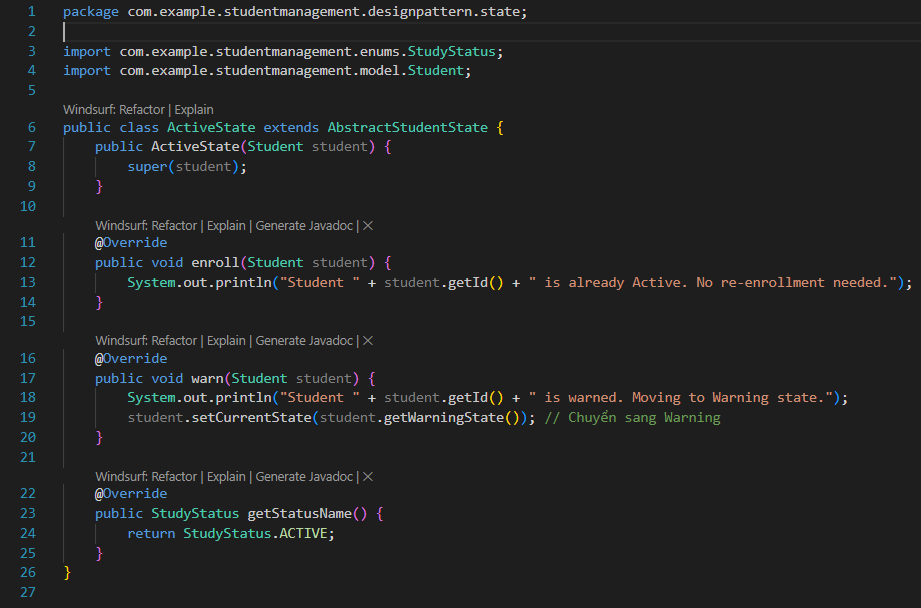 1 package com.example.studentmanagement.designpattern.state;
2
3 import com.example.studentmanagement.enums.StudyStatus;
4 import com.example.studentmanagement.model.Student;
5
Windsurf: Refactor | Explain
6 public class ActiveState extends AbstractStudentState {
7     public ActiveState(Student student) {
8         super(student);
9     }
10
Windsurf: Refactor | Explain | Generate Javadoc | ×
11     @Override
12     public void enroll(Student student) {
13         System.out.println("Student " + student.getId() + " is already Active. No re-enrollment needed.");
14     }
15
Windsurf: Refactor | Explain | Generate Javadoc | ×
16     @Override
17     public void warn(Student student) {
18         System.out.println("Student " + student.getId() + " is warned. Moving to Warning state.");
19         student.setCurrentState(student.getWarningState()); // Chuyển sang Warning
20     }
21
Windsurf: Refactor | Explain | Generate Javadoc | ×
22     @Override
23     public StudyStatus getStatusName() {
24         return StudyStatus.ACTIVE;
25     }
26 }
27